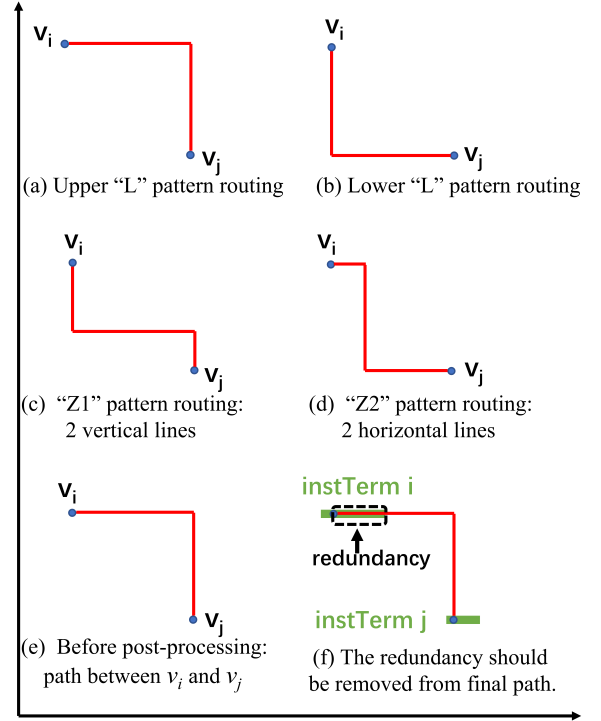 vi
vj
(a) Upper “L” pattern routing
vi
vj
(b) Lower “L” pattern routing
vi
vj
(c) “Z1” pattern routing:
2 vertical lines
vi
vj
(d) “Z2” pattern routing:
2 horizontal lines
vi
vj
(e) Before post-processing:
path between vi and vj
instTerm i
redundancy
instTerm j
(f) The redundancy should
be removed from final path.